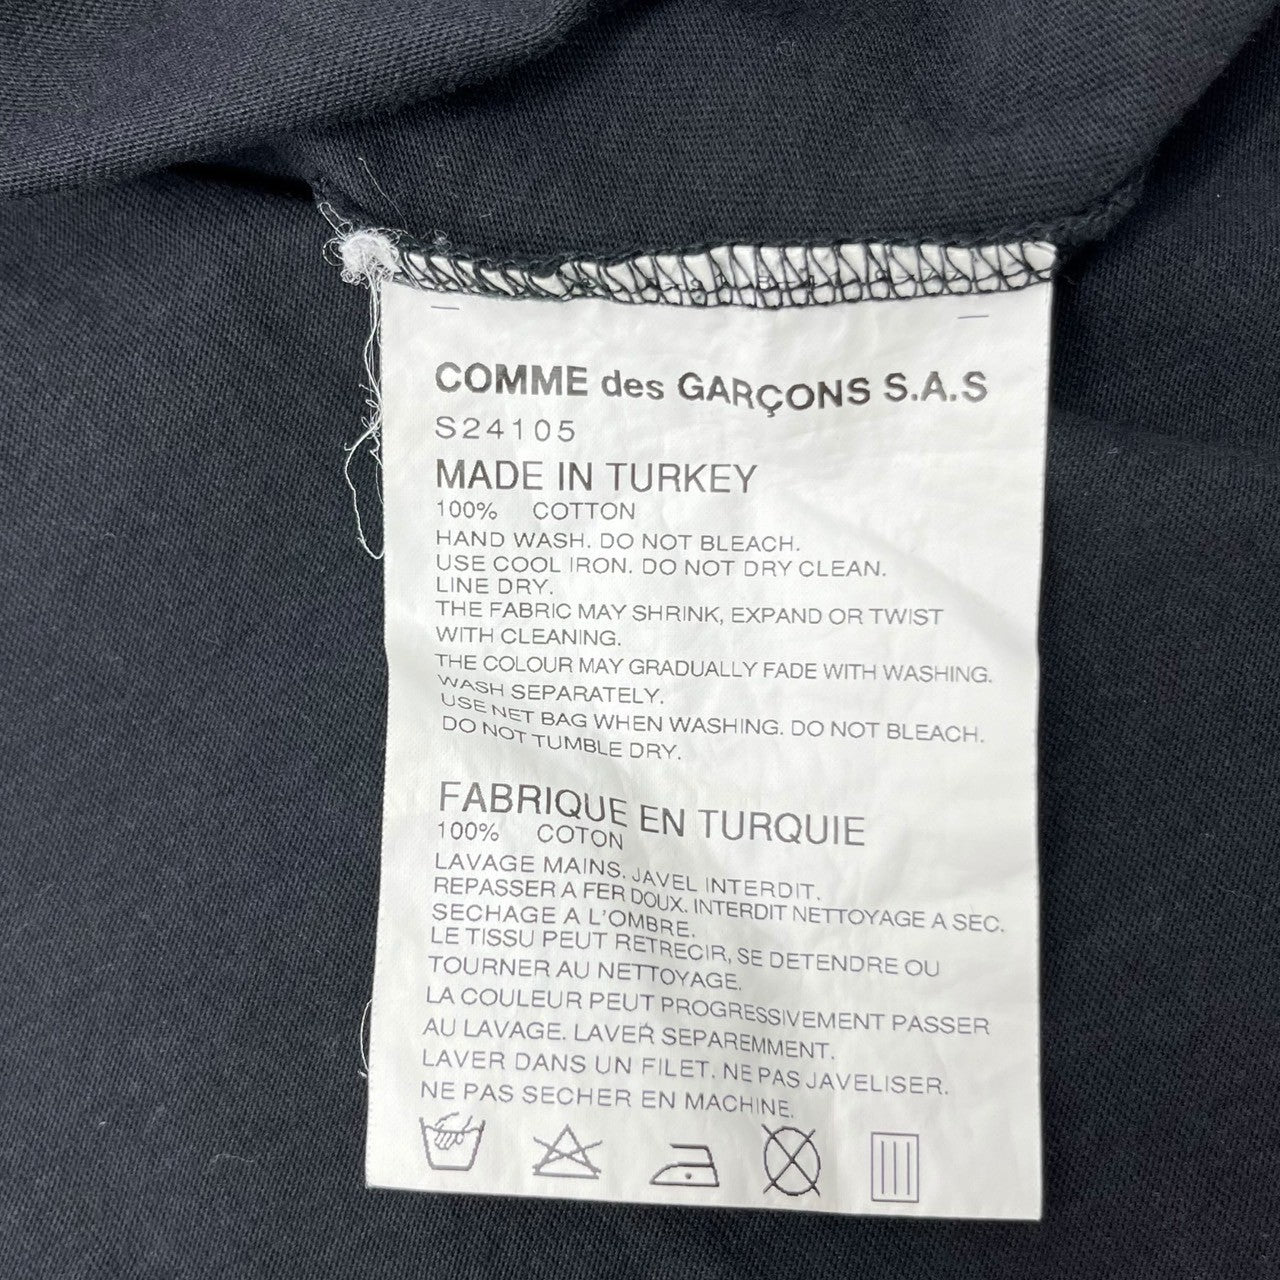 COMME des GARÇONS S.A.S
S24105
MADE IN TURKEY
100% COTTON
HAND WASH. DO NOT BLEACH.
USE COOL IRON. DO NOT DRY CLEAN.
LINE DRY.
THE FABRIC MAY SHRINK, EXPAND OR TWIST
WITH CLEANING.
THE COLOUR MAY GRADUALLY FADE WITH WASHING.
WASH SEPARATELY.
USE NET BAG WHEN WASHING. DO NOT BLEACH.
DO NOT TUMBLE DRY.
FABRIQUE EN TURQUIE
100% COTON
LAVAGE MAINS. JAVEL INTERDIT.
REPASSER A FER DOUX. INTERDIT NETTOYAGE A SEC.
SECHAGE A L'OMBRE.
LE TISSU PEUT RETRECIR, SE DETENDRE OU
TOURNER AU NETTOYAGE.
LA COULEUR PEUT PROGRESSIVEMENT PASSER
AU LAVAGE. LAVER SEPAREMMENT.
LAVER DANS UN FILET. NE PAS JAVELISER.
NE PAS SECHER EN MACHINE.